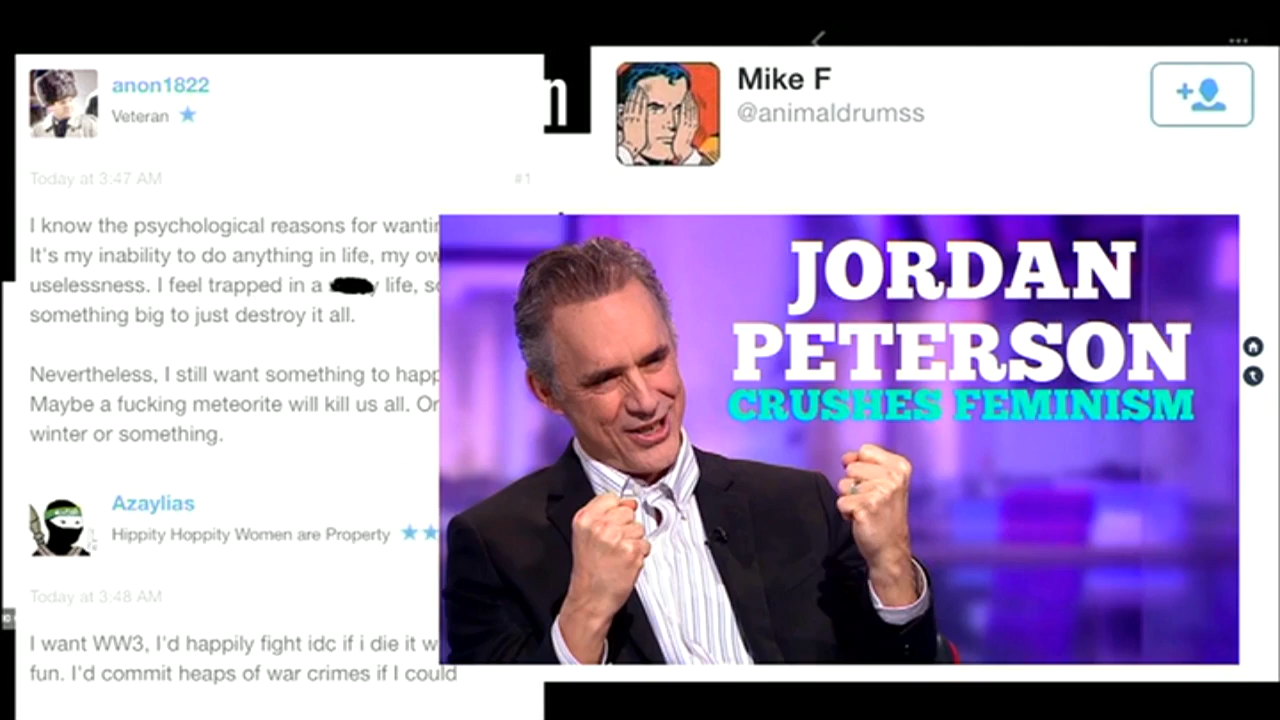 anon1822
Veteran
Today at 3:47 AM
#1
I know the psychological reasons for
It's my inability to do anything in life, my
uselessness. I feel trapped in a life,
something big to just destroy it all.
Nevertheless, I still want something to
Maybe a fucking meteorite will kill us all. Or
winter or something.
Azaylias
Hippity Hoppity Women are Property
Today at 3:48 AM
I want WW3, I'd happily fight idc if i die it
fun. I'd commit heaps of war crimes if I could
n
Mike F
@animaldrumss
JORDAN
PETERSON
CRUSHES FEMINISM